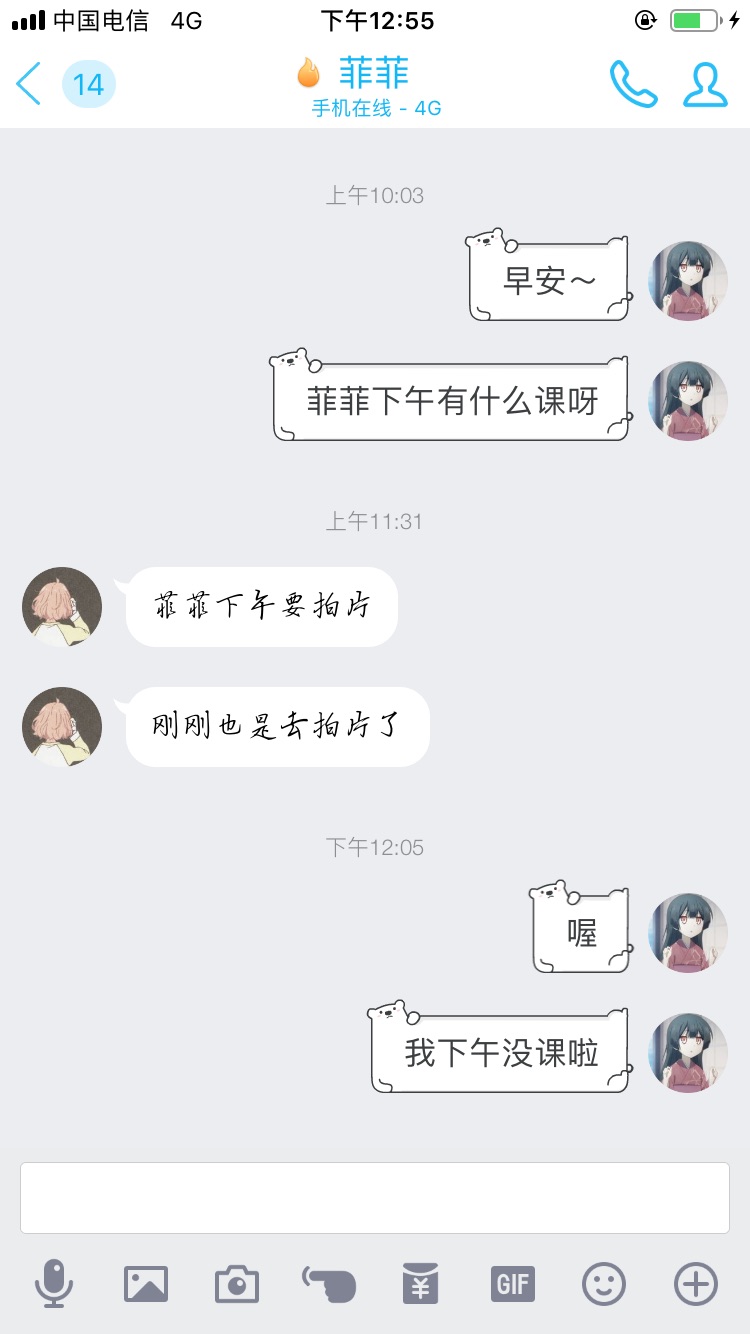 中国电信 4G 下午12:55
14
菲菲
手机在线 - 4G
上午10:03
早安～
菲菲下午有什么课呀
上午11:31
菲菲下午要拍片
刚刚也是去拍片了
下午12:05
喔
我下午没课啦
¥
GIF